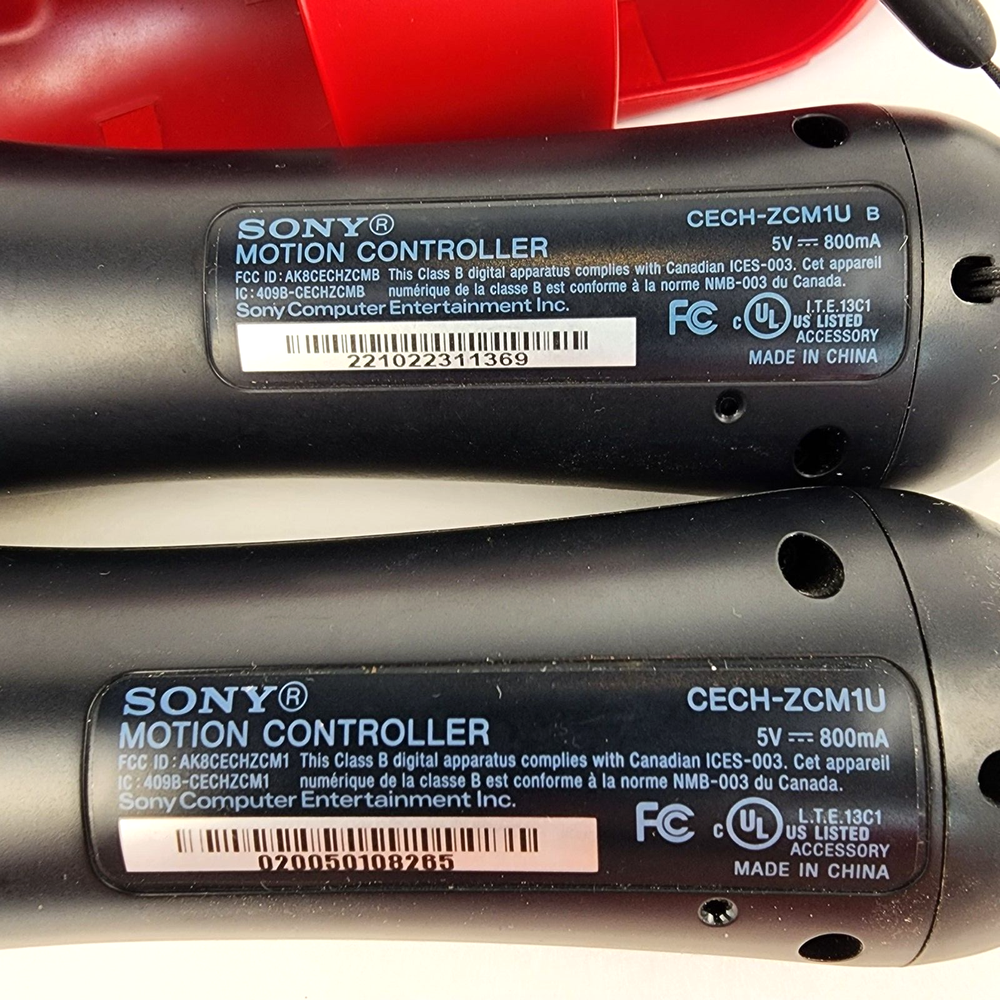 SONY®
CECH-ZCM1U B
MOTION CONTROLLER
5V ⎓ 800mA
FCC ID : AK8CECHZCMB This Class B digital apparatus complies with Canadian ICES-003. Cet appareil
IC : 409B-CECHZCMB numérique de la classe B est conforme à la norme NMB-003 du Canada.
Sony Computer Entertainment Inc.
FC c UL US LISTED
I.T.E.13C1
ACCESSORY
221022311369
MADE IN CHINA
SONY®
CECH-ZCM1U
MOTION CONTROLLER
5V ⎓ 800mA
FCC ID : AK8CECHZCM1 This Class B digital apparatus complies with Canadian ICES-003. Cet appareil
IC : 409B-CECHZCM1 numérique de la classe B est conforme à la norme NMB-003 du Canada.
Sony Computer Entertainment Inc.
FC c UL US LISTED
I.T.E.13C1
ACCESSORY
020050108265
MADE IN CHINA